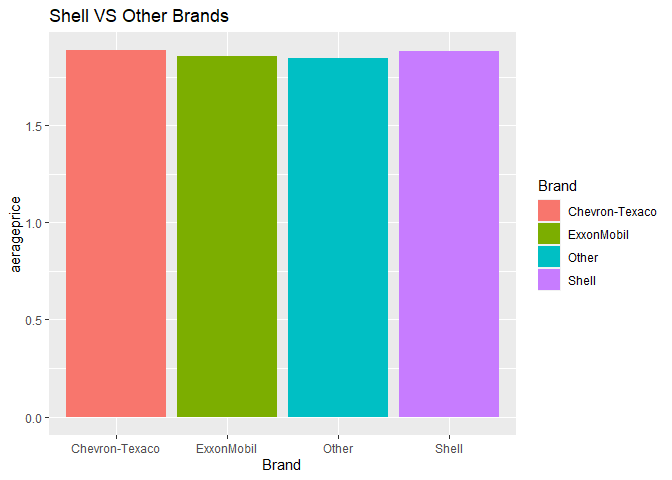 Shell VS Other Brands
aerageprice
1.5
1.0
0.5
0.0
Chevron-Texaco
ExxonMobil
Other
Shell
Brand
Brand
Chevron-Texaco
ExxonMobil
Other
Shell